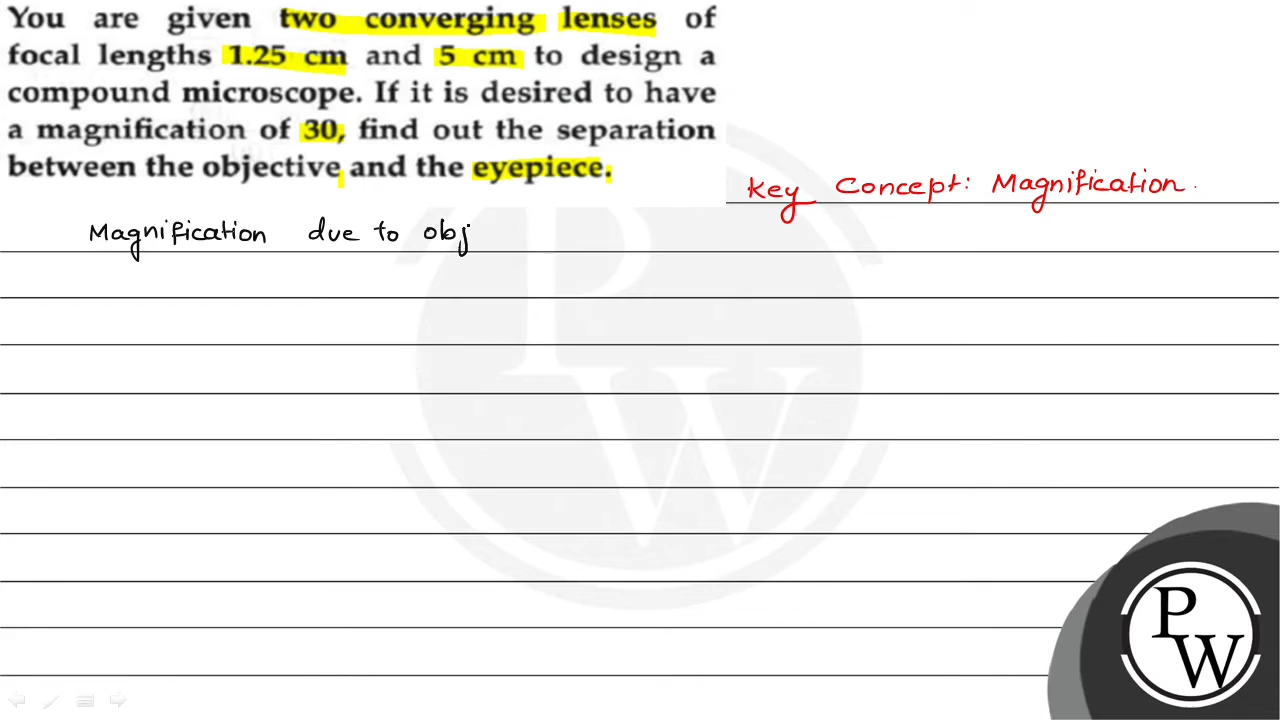 You are given two converging lenses of
focal lengths 1.25 cm and 5 cm to design a
compound microscope. If it is desired to have
a magnification of 30, find out the separation
between the objective and the eyepiece.
Key Concept: Magnification.
Magnification due to obj
P
W
P
W